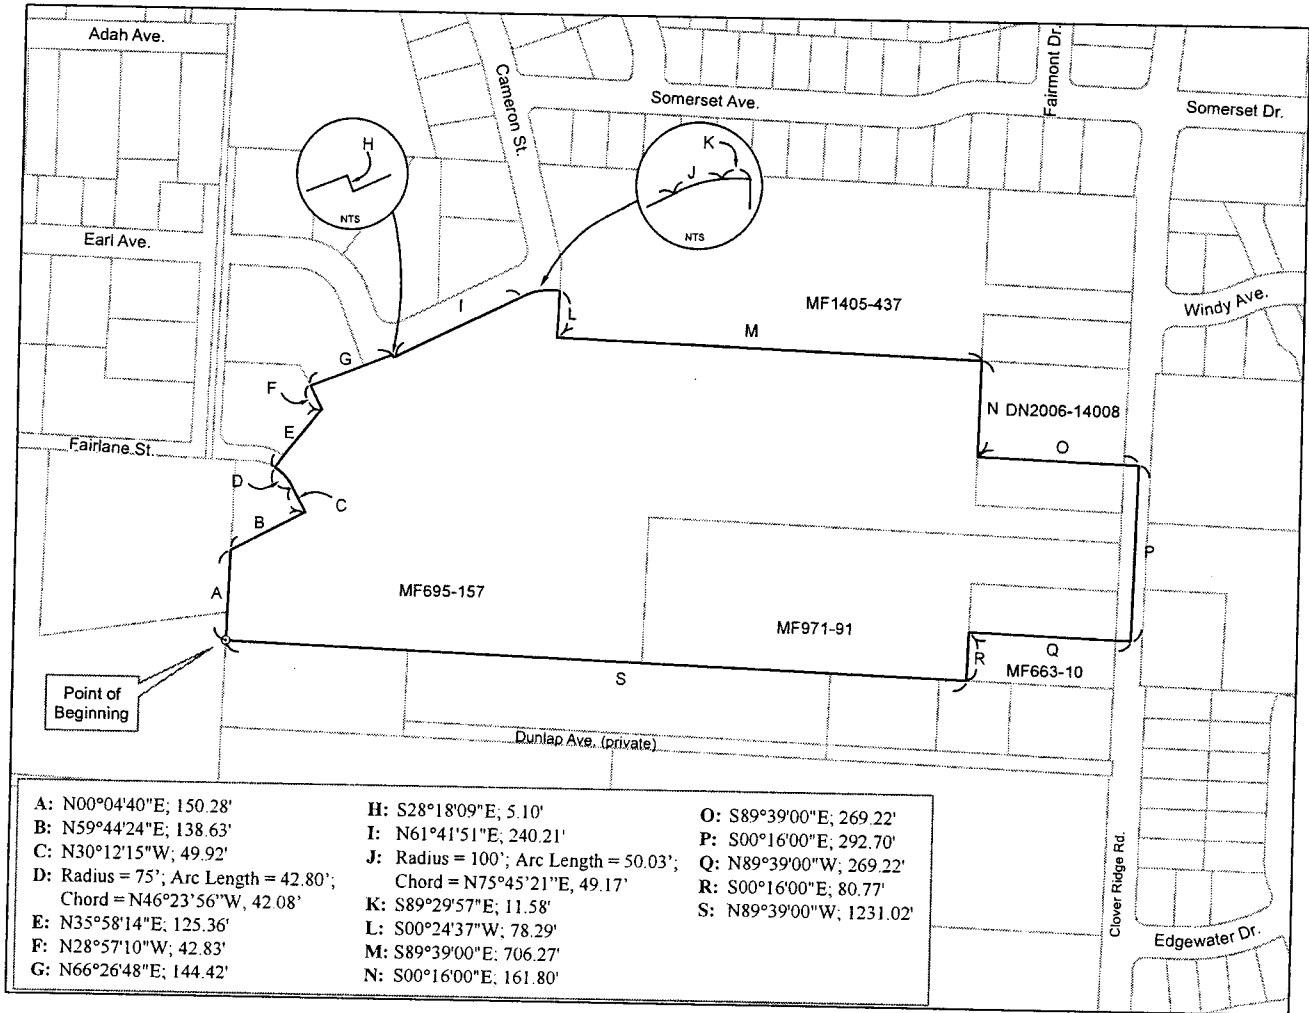 Adah Ave.
Cameron St.
Somerset Ave.
Fairmont Dr.
Somerset Dr.
H
NTS
K
J
NTS
Earl Ave.
I
L
MF1405-437
Windy Ave.
M
G
F
E
N DN2006-14008
O
Fairlane St.
D
C
B
P
A
MF695-157
MF971-91
Q
R
MF663-10
S
Point of
Beginning
Dunlap Ave. (private)
Clover Ridge Rd.
Edgewater Dr.
A: N00°04'40"E; 150.28'
B: N59°44'24"E; 138.63'
C: N30°12'15"W; 49.92'
D: Radius = 75'; Arc Length = 42.80';
Chord = N46°23'56"W, 42.08'
E: N35°58'14"E; 125.36'
F: N28°57'10"W; 42.83'
G: N66°26'48"E; 144.42'
H: S28°18'09"E; 5.10'
I: N61°41'51"E; 240.21'
J: Radius = 100'; Arc Length = 50.03';
Chord = N75°45'21"E, 49.17'
K: S89°29'57"E; 11.58'
L: S00°24'37"W; 78.29'
M: S89°39'00"E; 706.27'
N: S00°16'00"E; 161.80'
O: S89°39'00"E; 269.22'
P: S00°16'00"E; 292.70'
Q: N89°39'00"W; 269.22'
R: S00°16'00"E; 80.77'
S: N89°39'00"W; 1231.02'